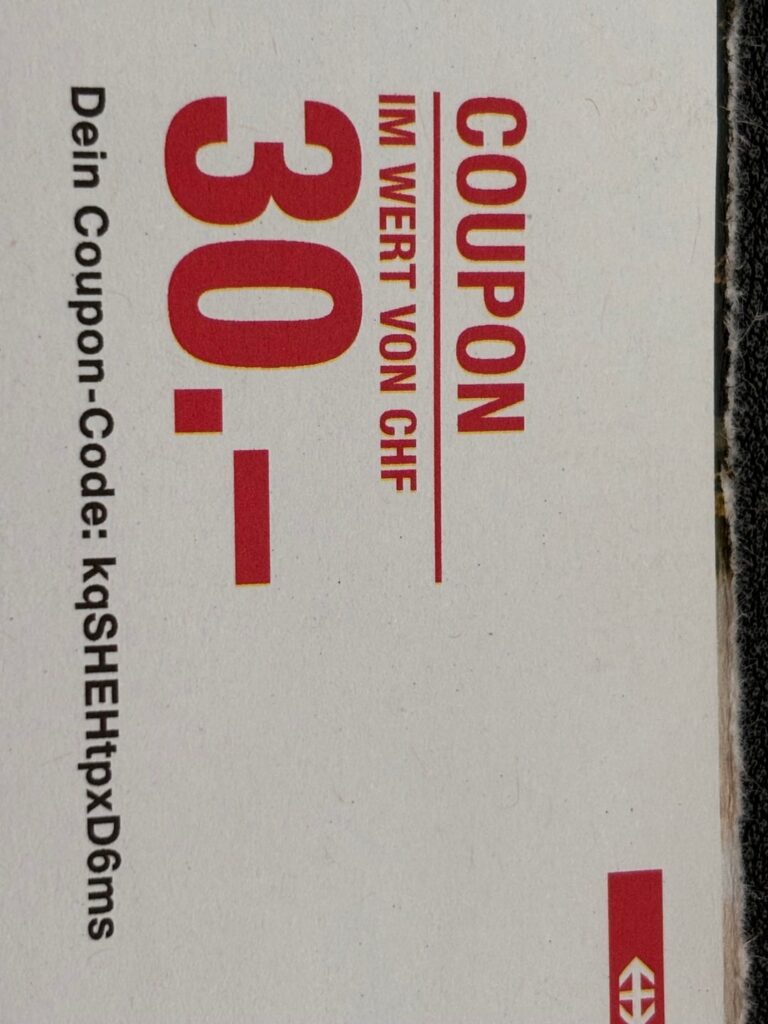 COUPON
IM WERT VON CHF
30.–
Dein Coupon-Code: kqSHEHtpxD6ms